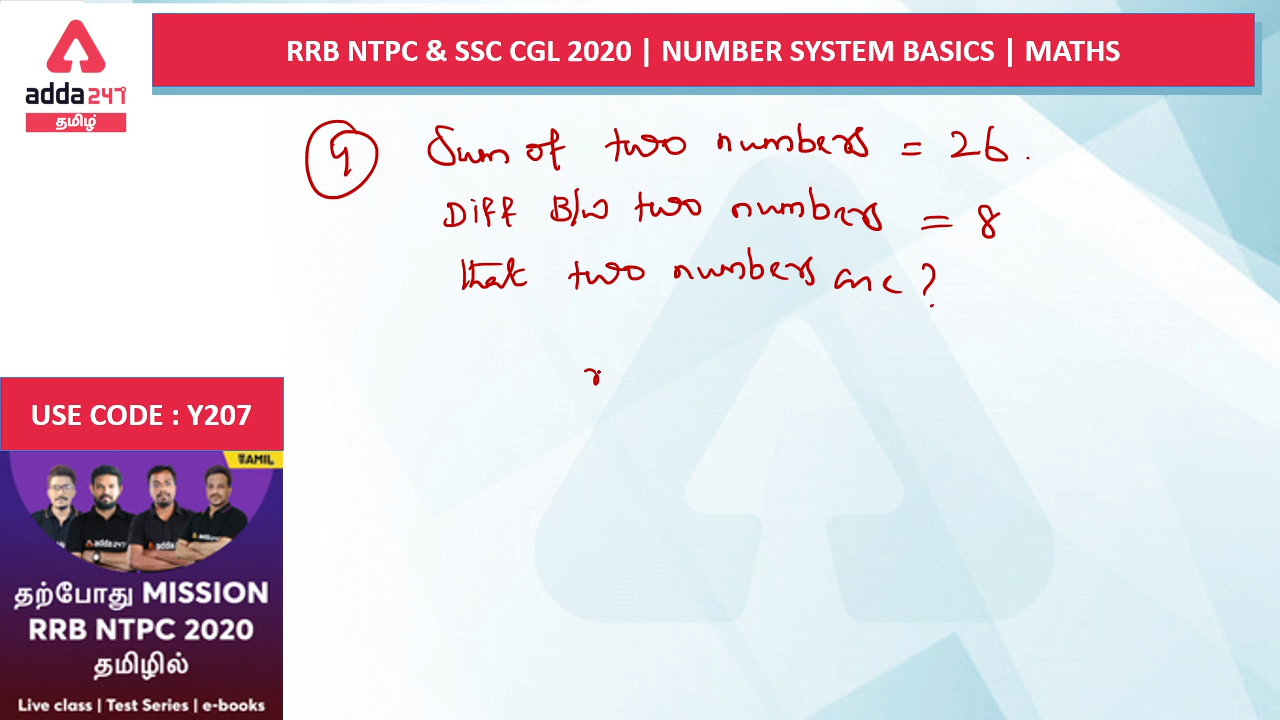 RRB NTPC & SSC CGL 2020 | NUMBER SYSTEM BASICS | MATHS
adda247
தமிழ்
9 Sum of two numbers = 26.
Diff B/w two numbers = 8
that two numbers are?
USE CODE : Y207
TAMIL
adda247
தற்போது MISSION
RRB NTPC 2020
தமிழில்
Live class | Test Series | e-books